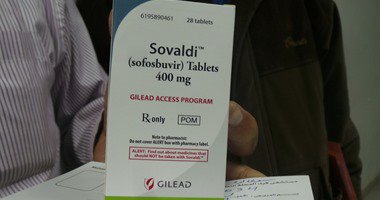 6195890461 28 tablets
Sovaldi™
(sofosbuvir) Tablets
400 mg
GILEAD ACCESS PROGRAM
Rx only POM
Note to pharmacist:
Do not cover ALERT box with pharmacy label.
ALERT: Find out about medicines that
should NOT be taken with Sovaldi.
GILEAD